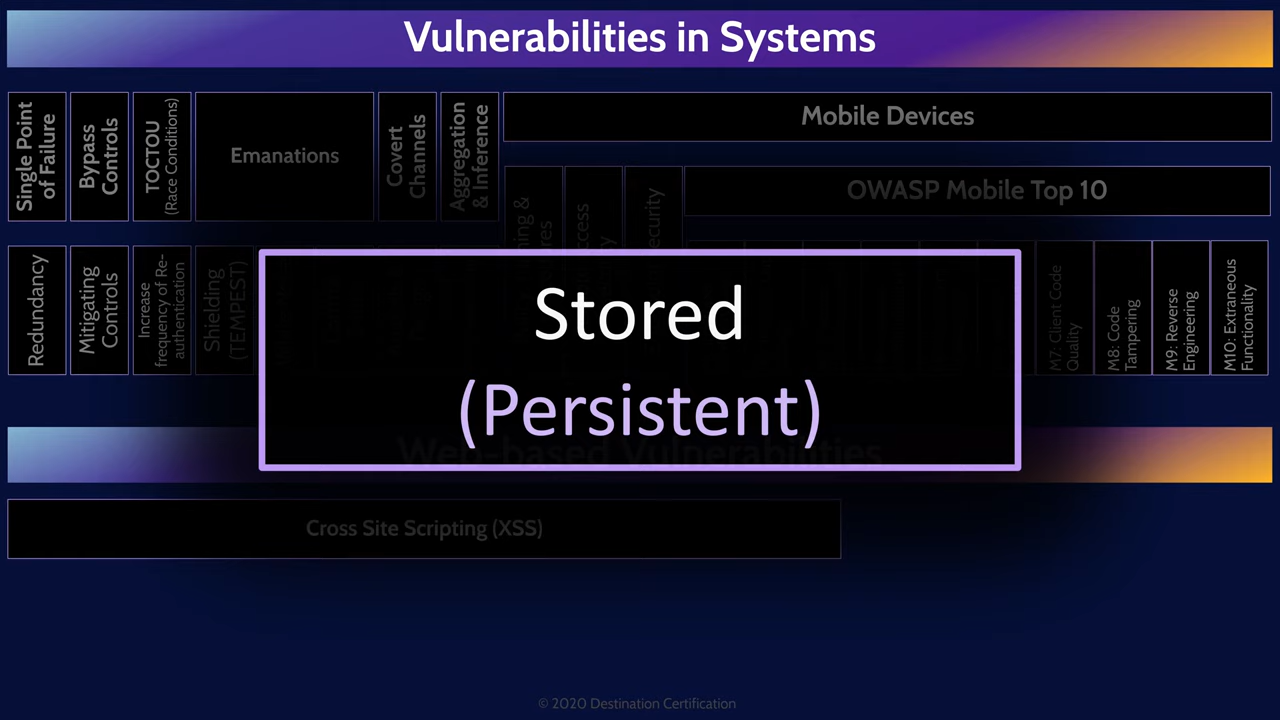 Vulnerabilities in Systems
Single Point
of Failure
Bypass
Controls
TOCTOU
(Race Conditions)
Emanations
Covert
Channels
Aggregation
& Inference
Mobile Devices
OWASP Mobile Top 10
Redundancy
Mitigating
Controls
Increase
frequency of Re-
authentication
Shielding
(TEMPEST)
M7: Client Code
Quality
M8: Code
Tampering
M9: Reverse
Engineering
M10: Extraneous
Functionality
Stored
(Persistent)
Web-based Vulnerabilities
Cross Site Scripting (XSS)
© 2020 Destination Certification